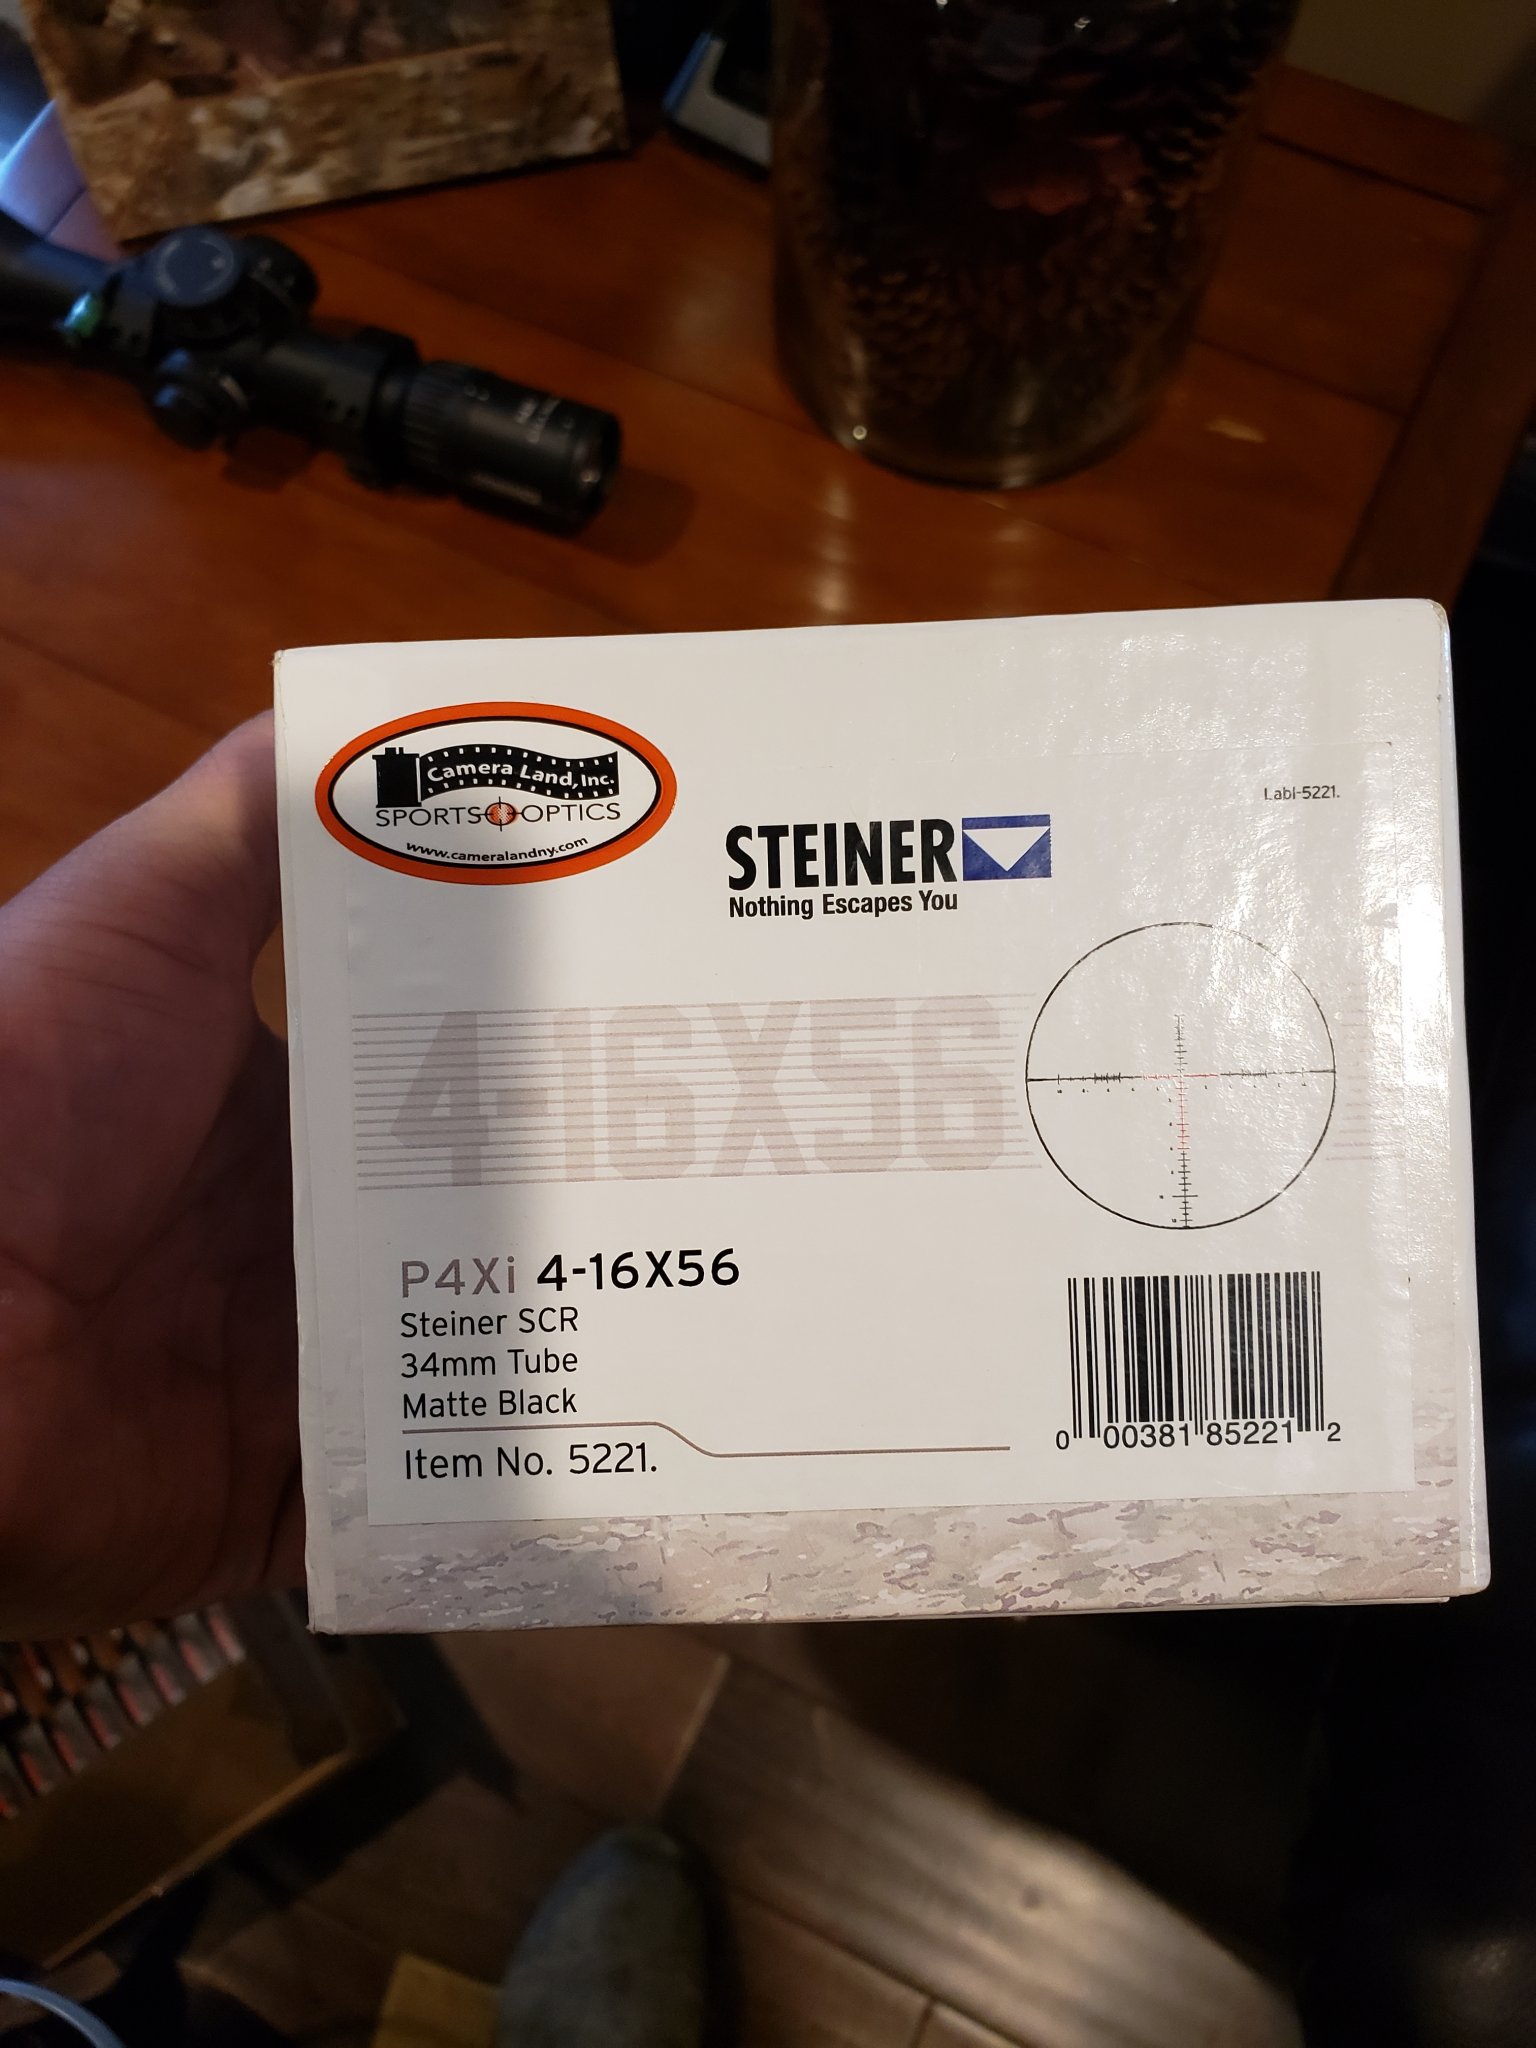 Camera Land, Inc.
SPORTS OPTICS
www.cameralandny.com
Labl-5221.
STEINER
Nothing Escapes You
4-16X56
P4Xi 4-16X56
Steiner SCR
34mm Tube
Matte Black
Item No. 5221.
0 00381 85221 2